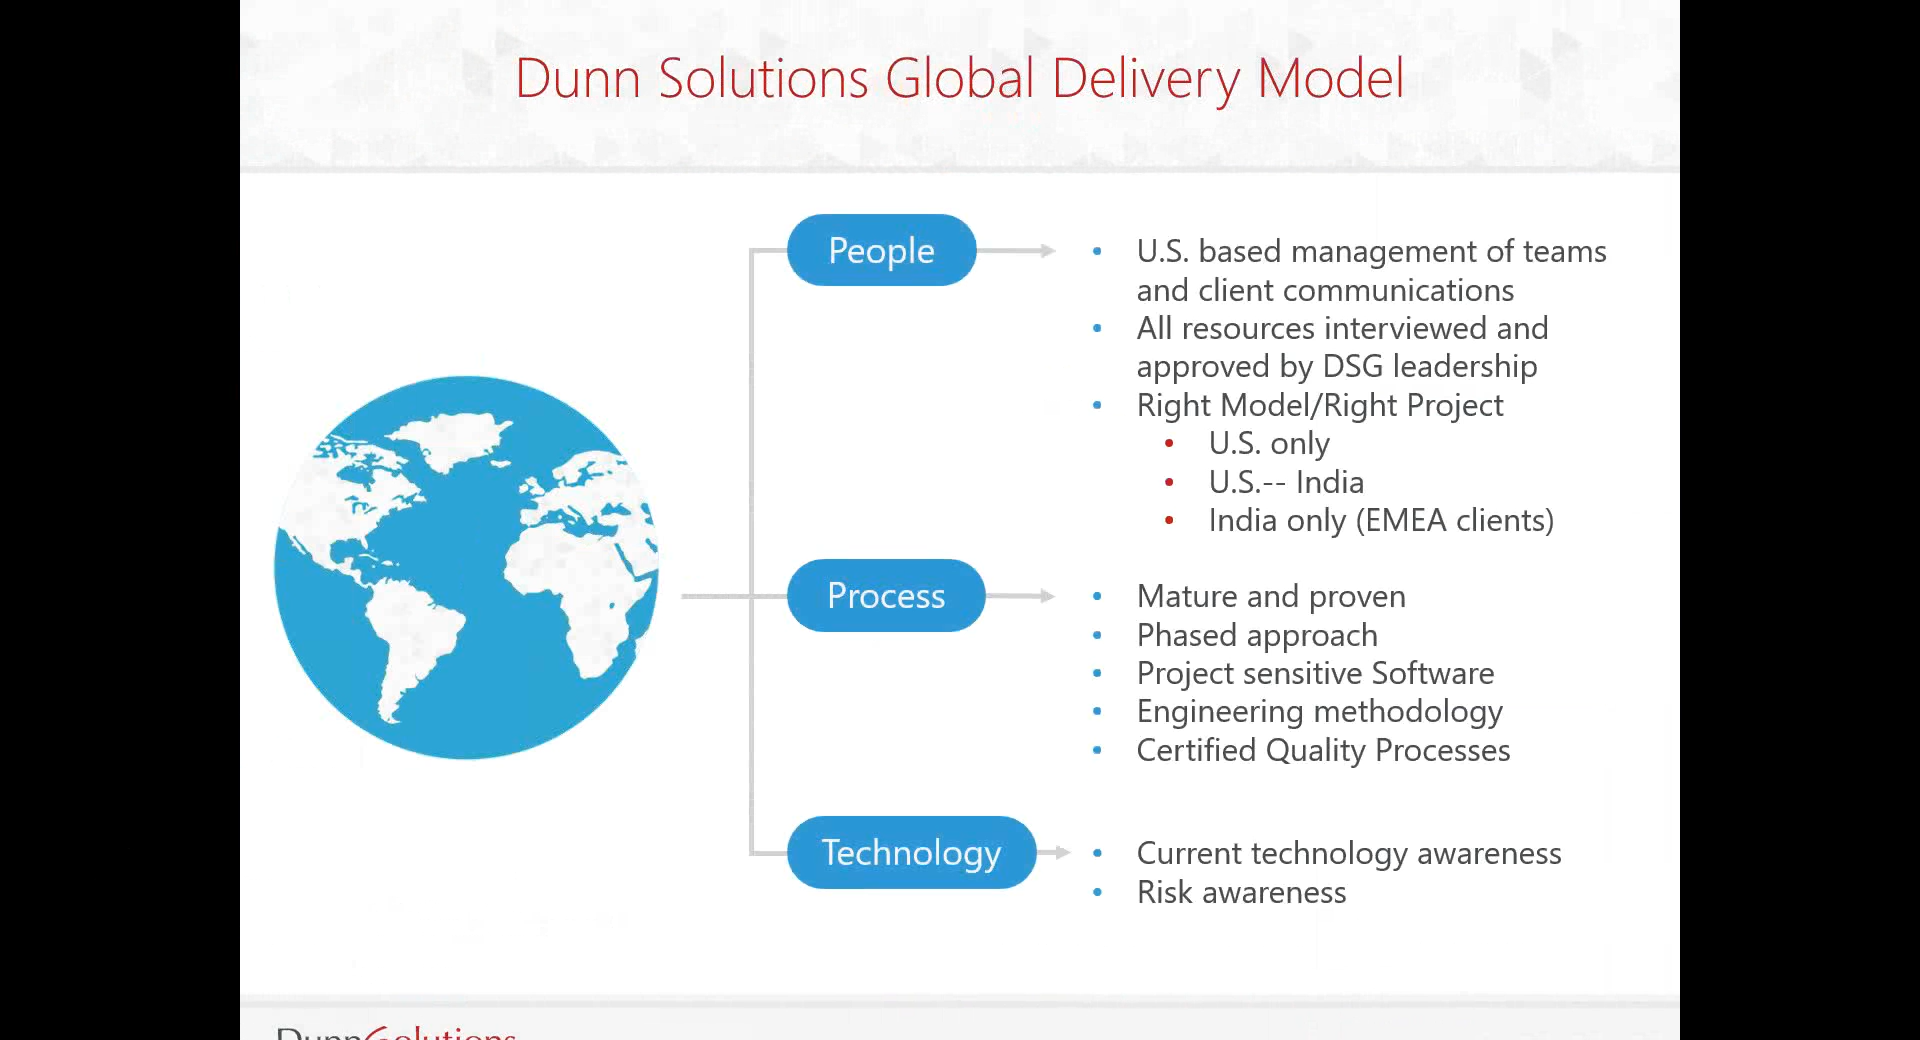 Dunn Solutions Global Delivery Model
People
• U.S. based management of teams
and client communications
• All resources interviewed and
approved by DSG leadership
• Right Model/Right Project
• U.S. only
• U.S.-- India
• India only (EMEA clients)
Process
• Mature and proven
• Phased approach
• Project sensitive Software
• Engineering methodology
• Certified Quality Processes
Technology
• Current technology awareness
• Risk awareness
DunnSolutions